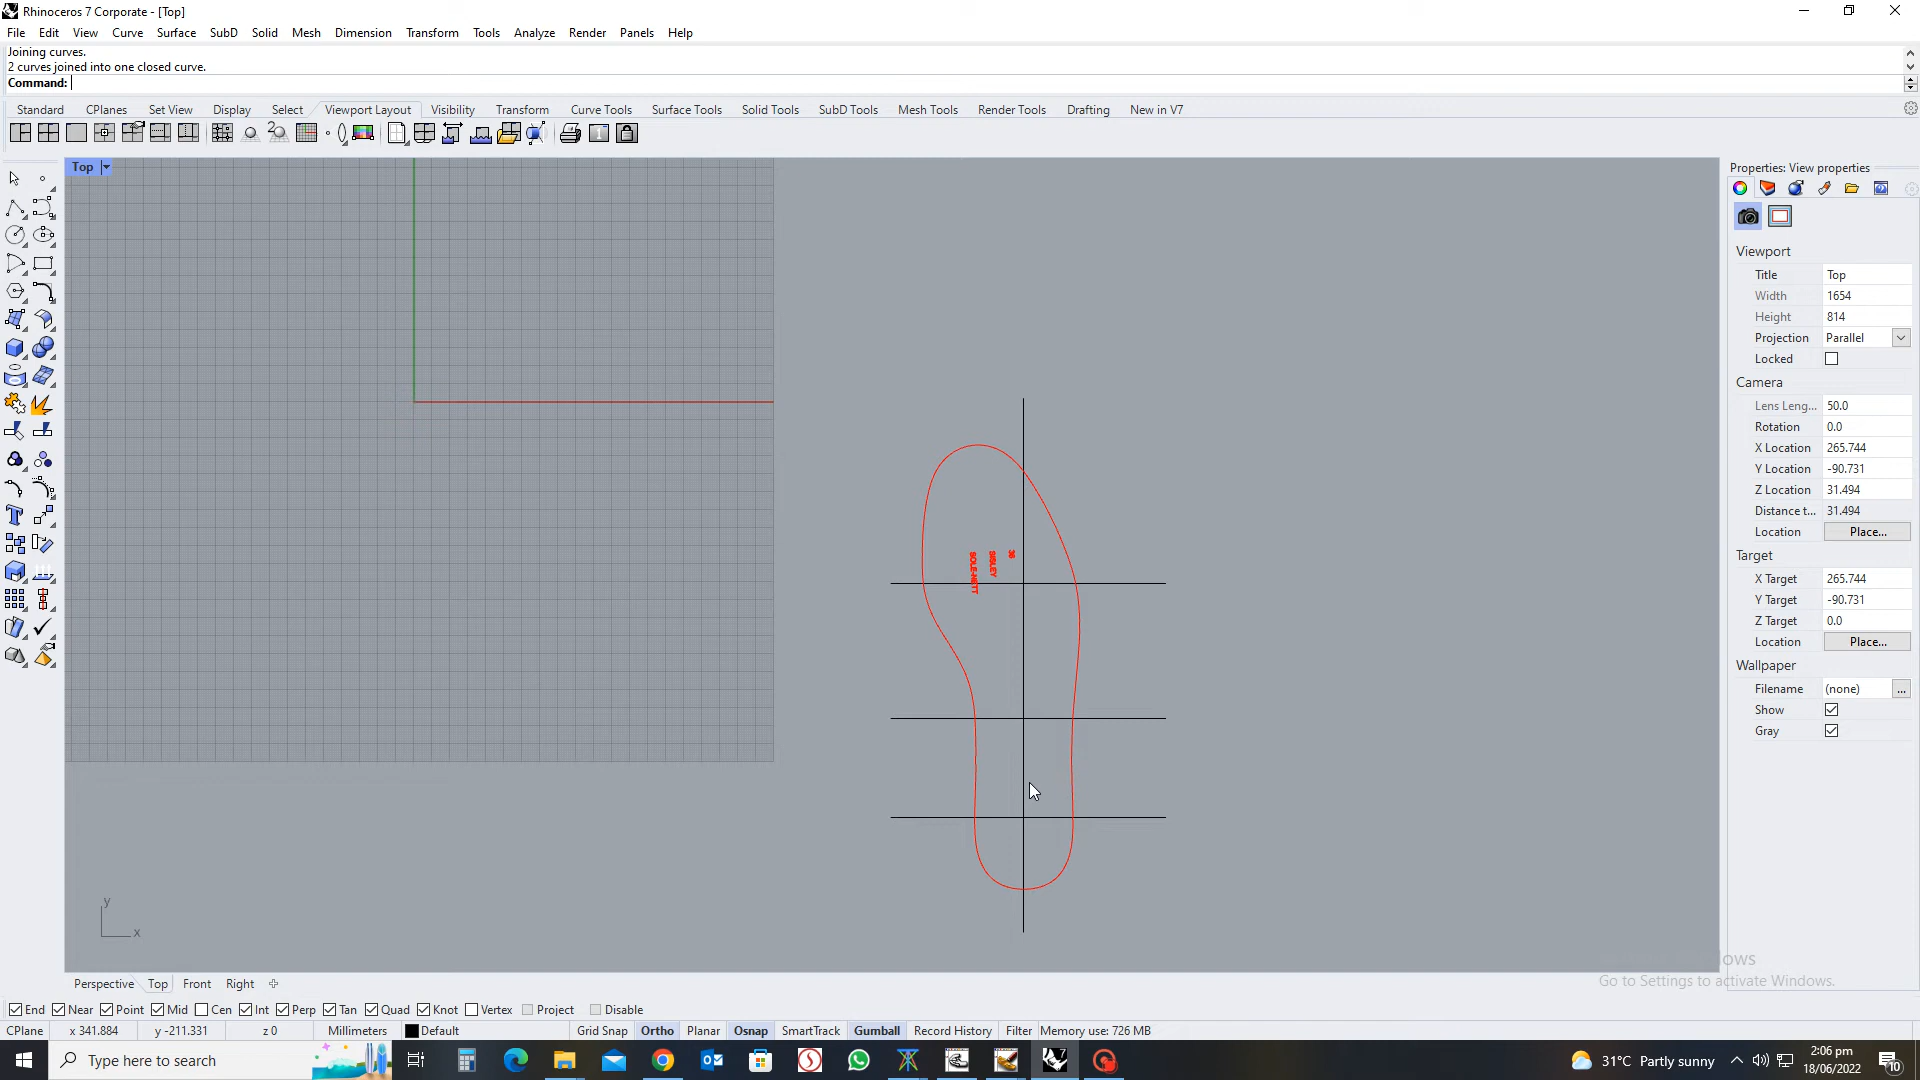 Rhinoceros 7 Corporate - [Top]
File Edit View Curve Surface SubD Solid Mesh Dimension Transform Tools Analyze Render Panels Help
Joining curves.
2 curves joined into one closed curve.
Command:
Standard CPlanes Set View Display Select Viewport Layout Visibility Transform Curve Tools Surface Tools Solid Tools SubD Tools Mesh Tools Render Tools Drafting New in V7
Top
Properties: View properties
Viewport
Title Top
Width 1654
Height 814
Projection Parallel
Locked
Camera
Lens Leng... 50.0
Rotation 0.0
X Location 265.744
Y Location -90.731
Z Location 31.494
Distance t... 31.494
Location Place...
Target
X Target 265.744
Y Target -90.731
Z Target 0.0
Location Place...
Wallpaper
Filename (none) ...
Show
Gray
36
SISLEY
SOLE-NETT
y
x
Go to Settings to activate Windows.
Perspective Top Front Right
End Near Point Mid Cen Int Perp Tan Quad Knot Vertex Project Disable
CPlane x 341.884 y -211.331 z 0 Millimeters Default Grid Snap Ortho Planar Osnap SmartTrack Gumball Record History Filter Memory use: 726 MB
Type here to search
31°C Partly sunny
2:06 pm
18/06/2022
10